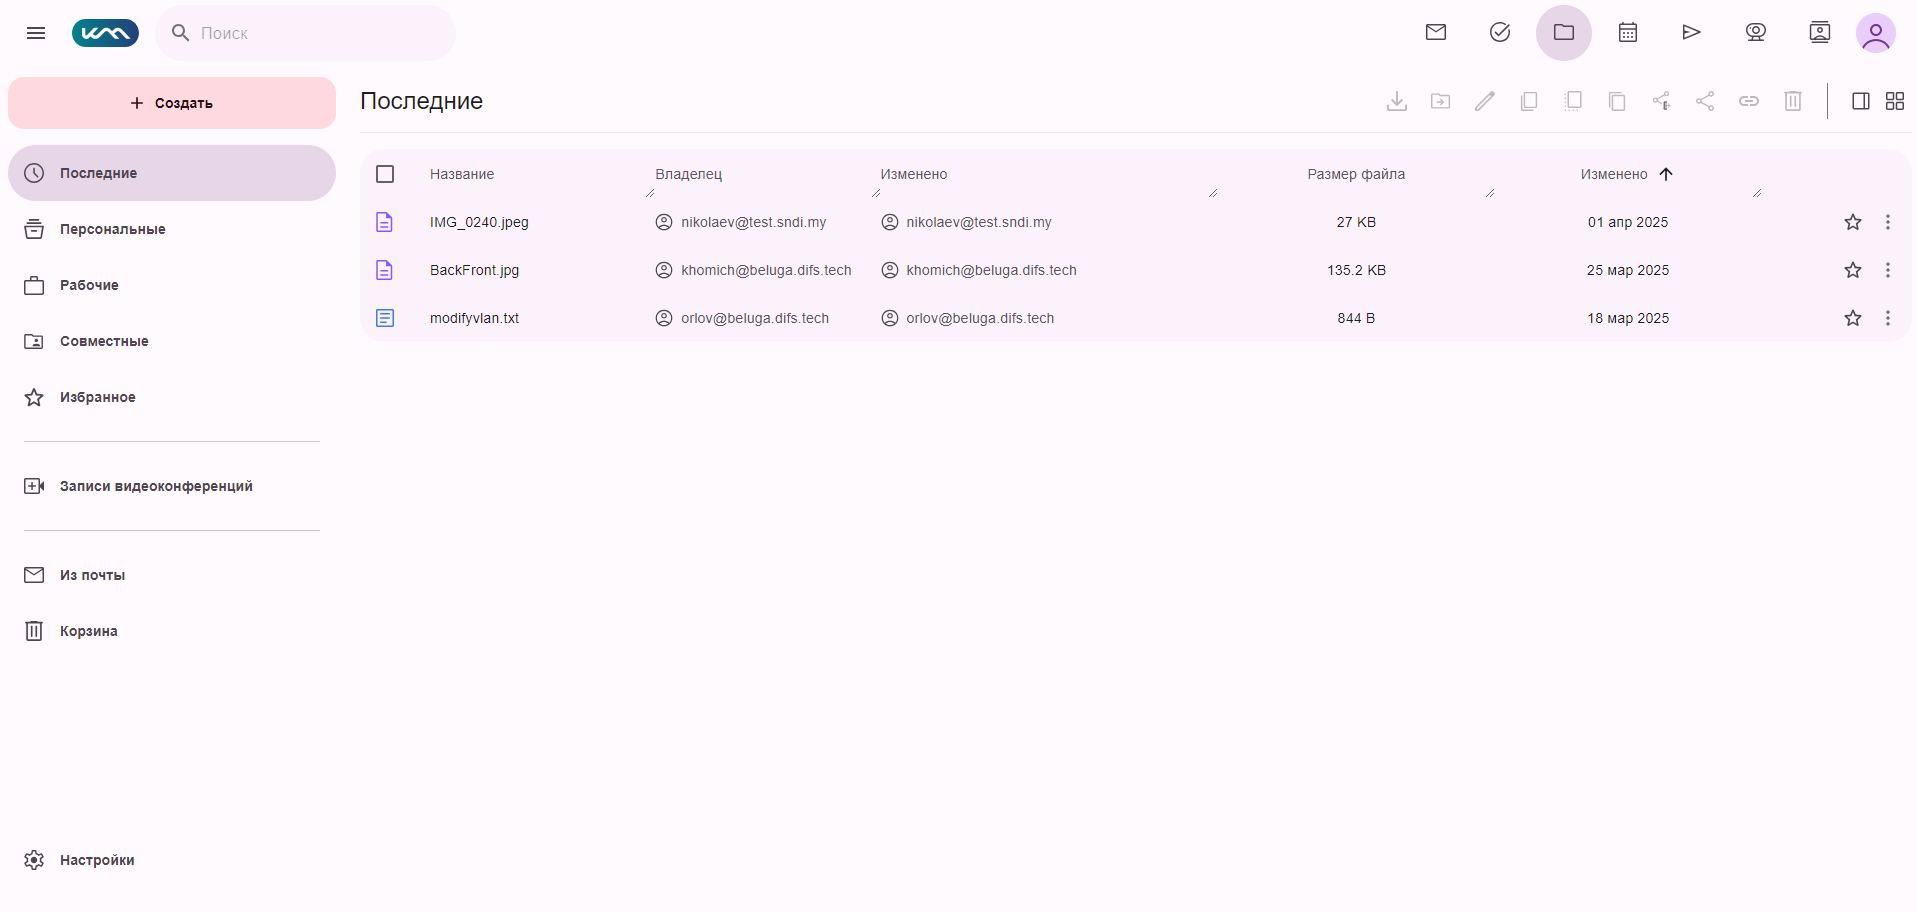 Поиск
Создать
Последние
Персональные
Рабочие
Совместные
Избранное
Записи видеоконференций
Из почты
Корзина
Настройки
Последние
Название Владелец Изменено Размер файла Изменено
IMG_0240.jpeg nikolaev@test.sndi.my nikolaev@test.sndi.my 27 KB 01 апр 2025
BackFront.jpg khomich@beluga.difs.tech khomich@beluga.difs.tech 135.2 KB 25 мар 2025
modifyvlan.txt orlov@beluga.difs.tech orlov@beluga.difs.tech 844 B 18 мар 2025